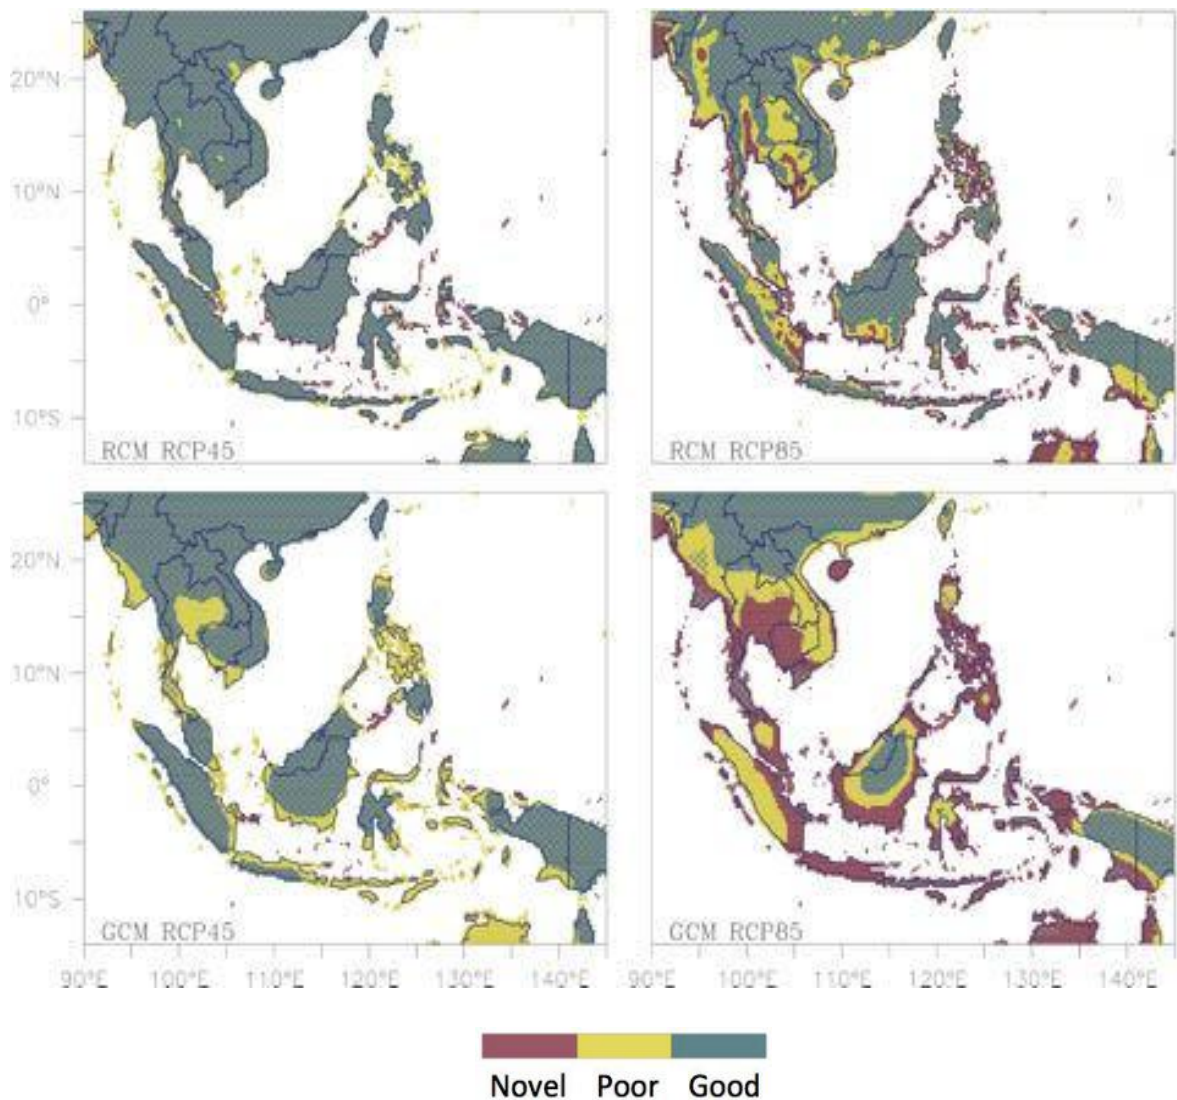 20°N
10°N
0°
10°S
RCM RCP45
RCM RCP85
20°N
10°N
0°
10°S
GCM RCP45
GCM RCP85
90°E 100°E 110°E 120°E 130°E 140°E 90°E 100°E 110°E 120°E 130°E 140°E
Novel Poor Good